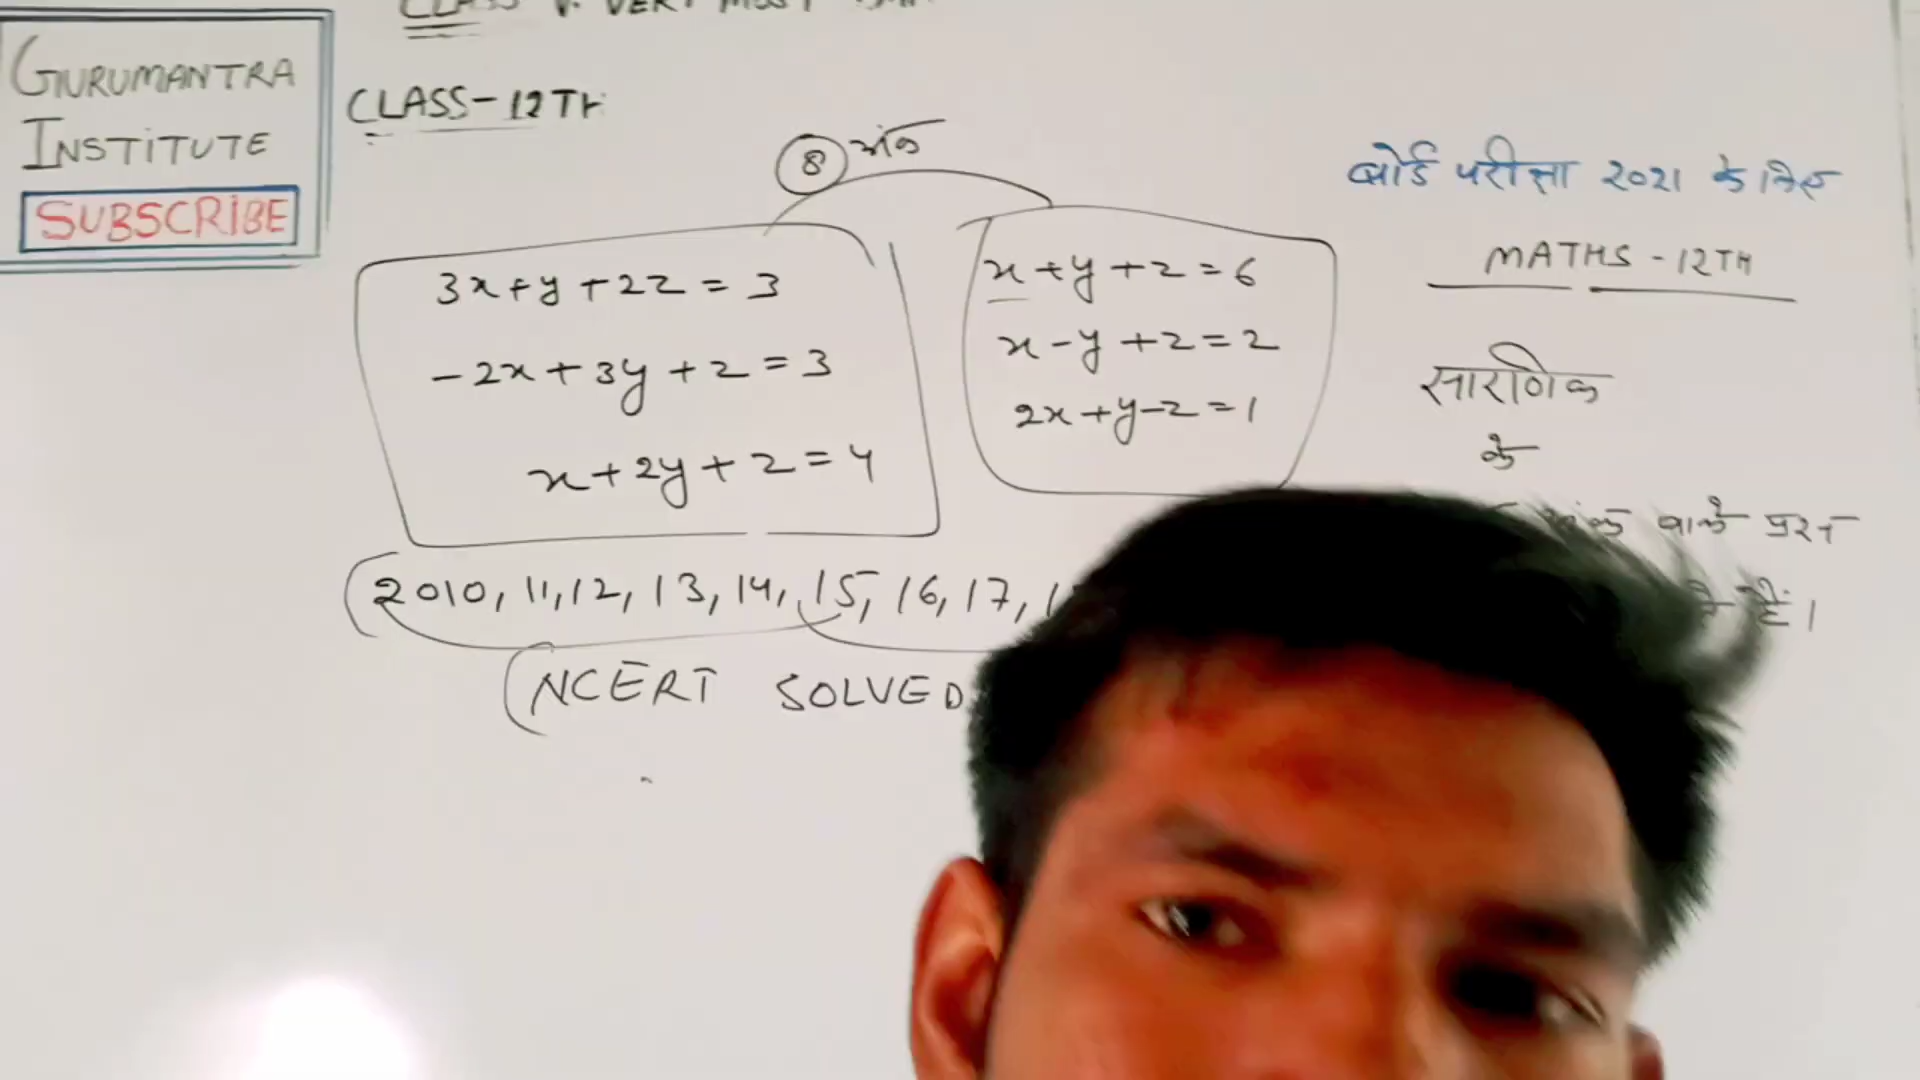 GURUMANTRA
INSTITUTE
SUBSCRIBE
CLASS
CLASS-12TH
8 अंक
3x+y+2z=3
-2x+3y+z=3
x+2y+z=4
x+y+z=6
x-y+z=2
2x+y-z=1
2010, 11, 12, 13, 14, 15, 16, 17,
NCERT SOLVED
बोर्ड परीक्षा 2021 के लिए
MATHS-12TH
सारणिक
के
वाले प्रश्न